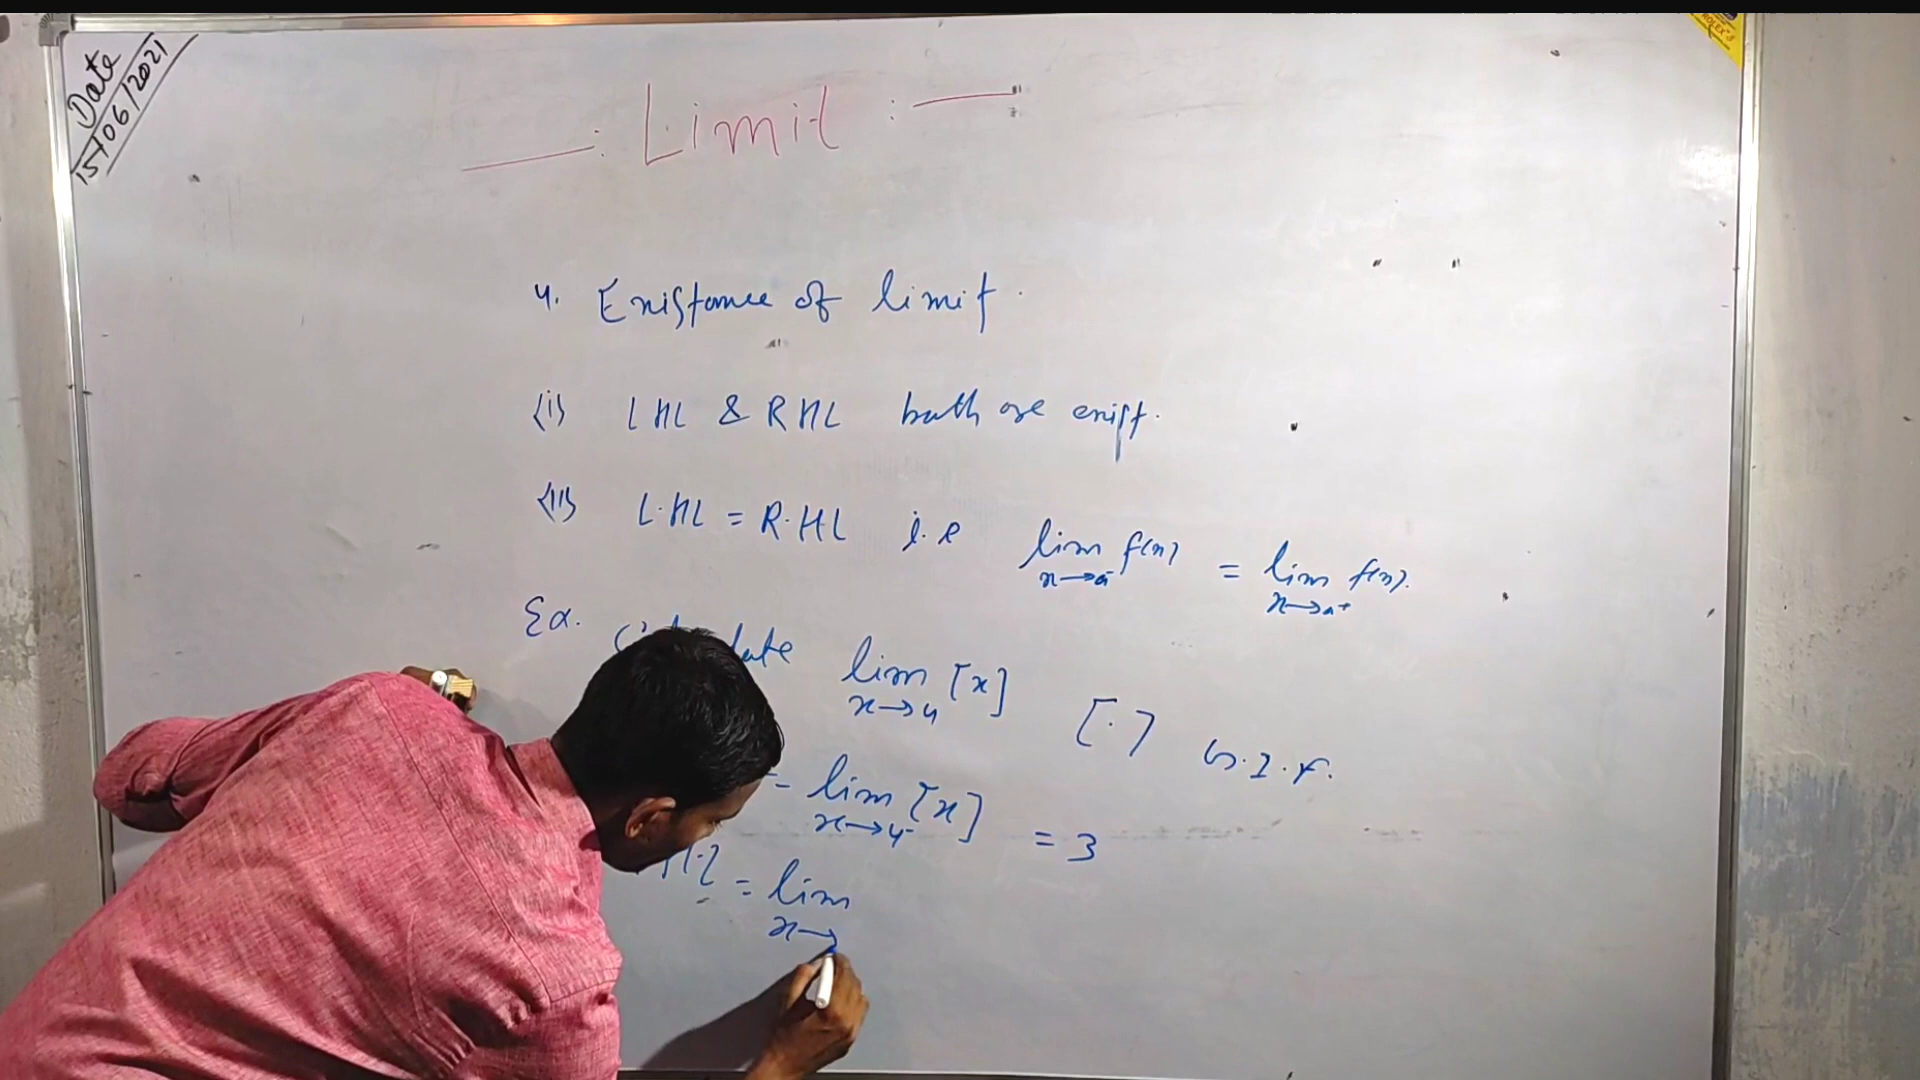 Date
15/06/2021
: Limit :
4. Existance of limit.
(i) LHL & RHL both are exist.
(ii) L.HL = R.HL i.e lim x→a⁻ f(x) = lim x→a⁺ f(x).
Ex. lim x→4 [x] [.] G.I.F.
= lim x→4⁻ [x] = 3
H.L = lim x→
ROLEX